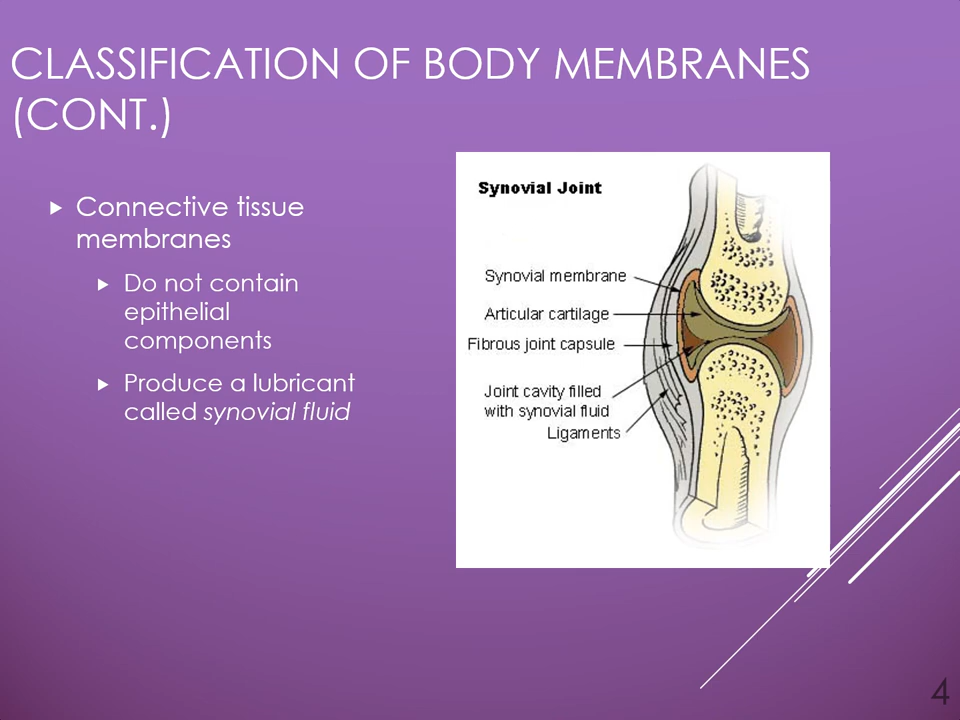 CLASSIFICATION OF BODY MEMBRANES
(CONT.)
Connective tissue
membranes
Do not contain
epithelial
components
Produce a lubricant
called synovial fluid
Synovial Joint
Synovial membrane
Articular cartilage
Fibrous joint capsule
Joint cavity filled
with synovial fluid
Ligaments
4